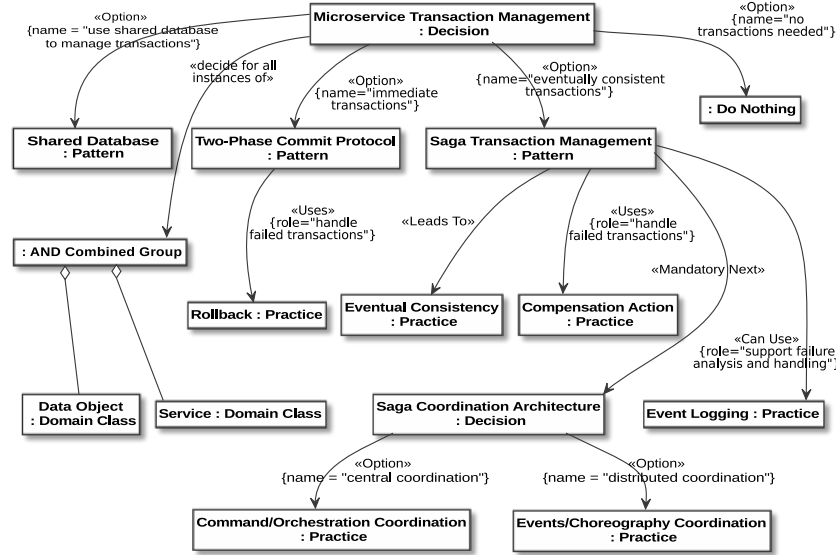 «Option»
{name = "use shared database
to manage transactions"}
Microservice Transaction Management
: Decision
«Option»
{name="no
transactions needed"}
«decide for all
instances of»
«Option»
{name="immediate
transactions"}
«Option»
{name="eventually consistent
transactions"}
: Do Nothing
Shared Database
: Pattern
Two-Phase Commit Protocol
: Pattern
Saga Transaction Management
: Pattern
«Uses»
{role="handle
failed transactions"}
«Leads To»
«Uses»
{role="handle
failed transactions"}
: AND Combined Group
«Mandatory Next»
Rollback : Practice
Eventual Consistency
: Practice
Compensation Action
: Practice
«Can Use»
{role="support failure
analysis and handling"}
Data Object
: Domain Class
Service : Domain Class
Saga Coordination Architecture
: Decision
Event Logging : Practice
«Option»
{name = "central coordination"}
«Option»
{name = "distributed coordination"}
Command/Orchestration Coordination
: Practice
Events/Choreography Coordination
: Practice